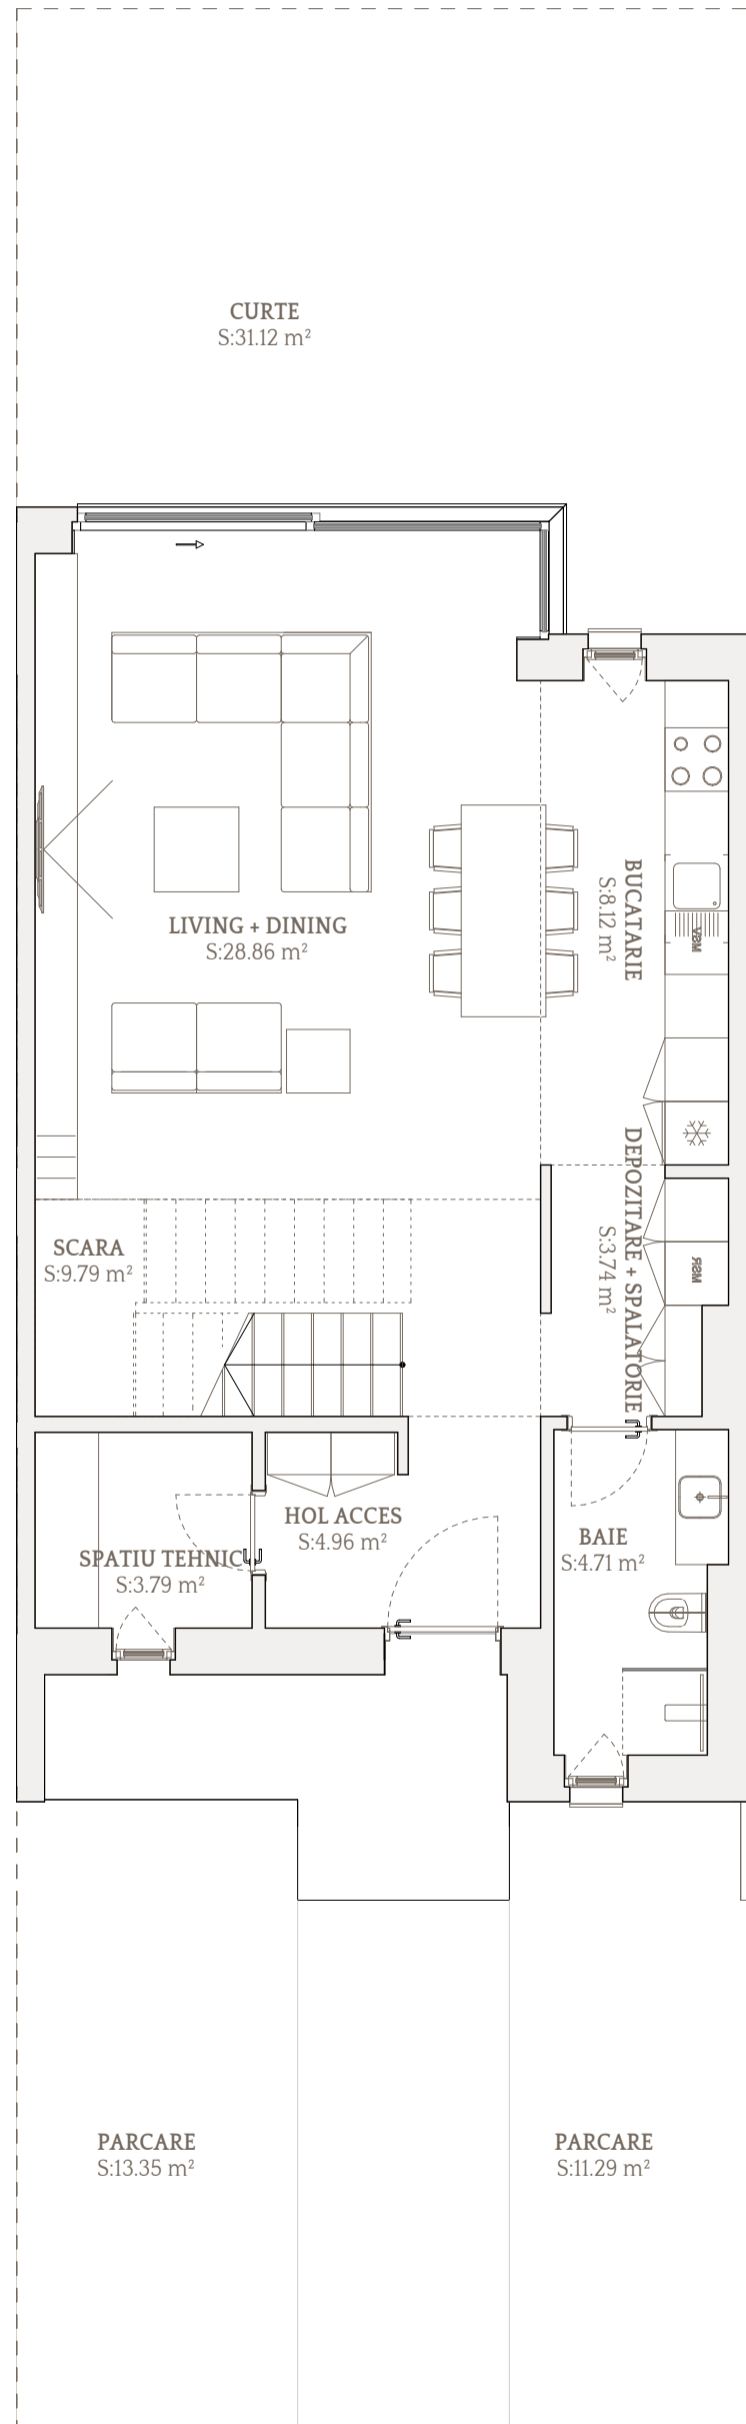 CURTE
S:31.12 m²
LIVING + DINING
S:28.86 m²
BUCATARIE
S:8.12 m²
MSV
DEPOZITARE + SPALATORIE
S:3.74 m²
MSR
SCARA
S:9.79 m²
HOL ACCES
S:4.96 m²
SPATIU TEHNIC
S:3.79 m²
BAIE
S:4.71 m²
PARCARE
S:13.35 m²
PARCARE
S:11.29 m²